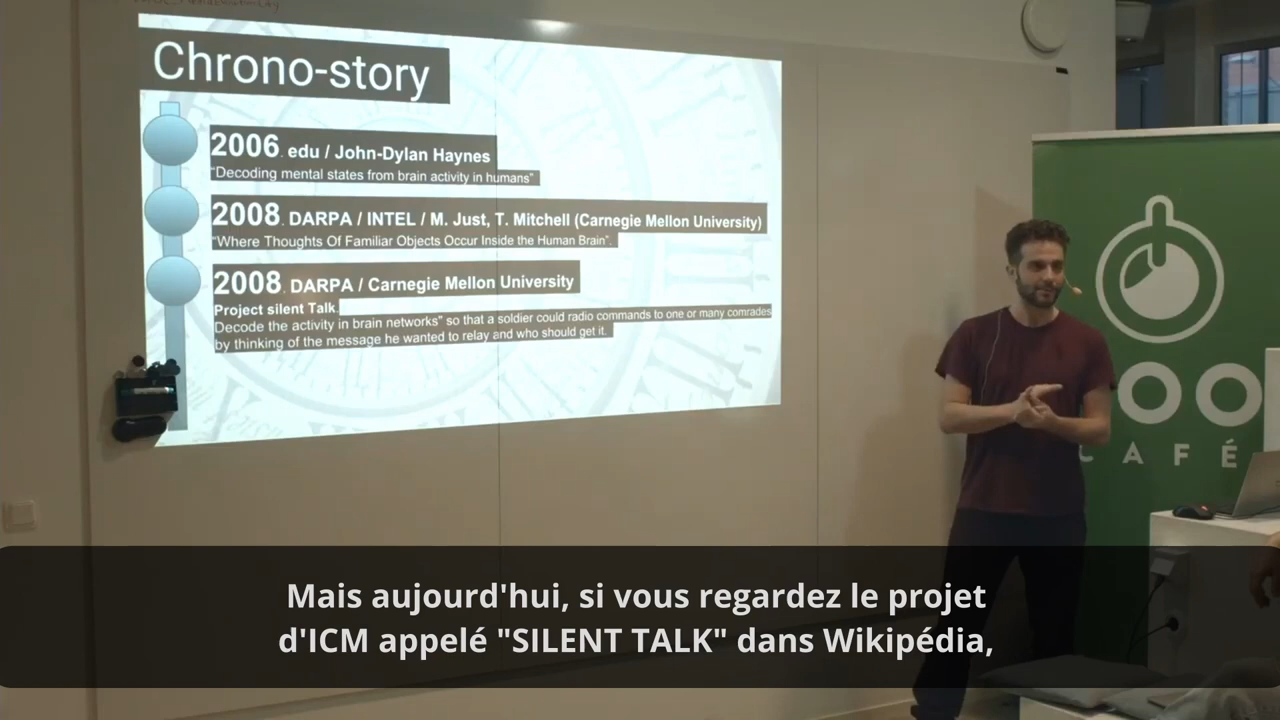 Chrono-story
2006. edu / John-Dylan Haynes
"Decoding mental states from brain activity in humans"
2008. DARPA / INTEL / M. Just, T. Mitchell (Carnegie Mellon University)
"Where Thoughts Of Familiar Objects Occur Inside the Human Brain".
2008. DARPA / Carnegie Mellon University
Project silent Talk.
Decode the activity in brain networks" so that a soldier could radio commands to one or many comrades
by thinking of the message he wanted to relay and who should get it.
OO
CAFÉ
Mais aujourd'hui, si vous regardez le projet
d'ICM appelé "SILENT TALK" dans Wikipédia,